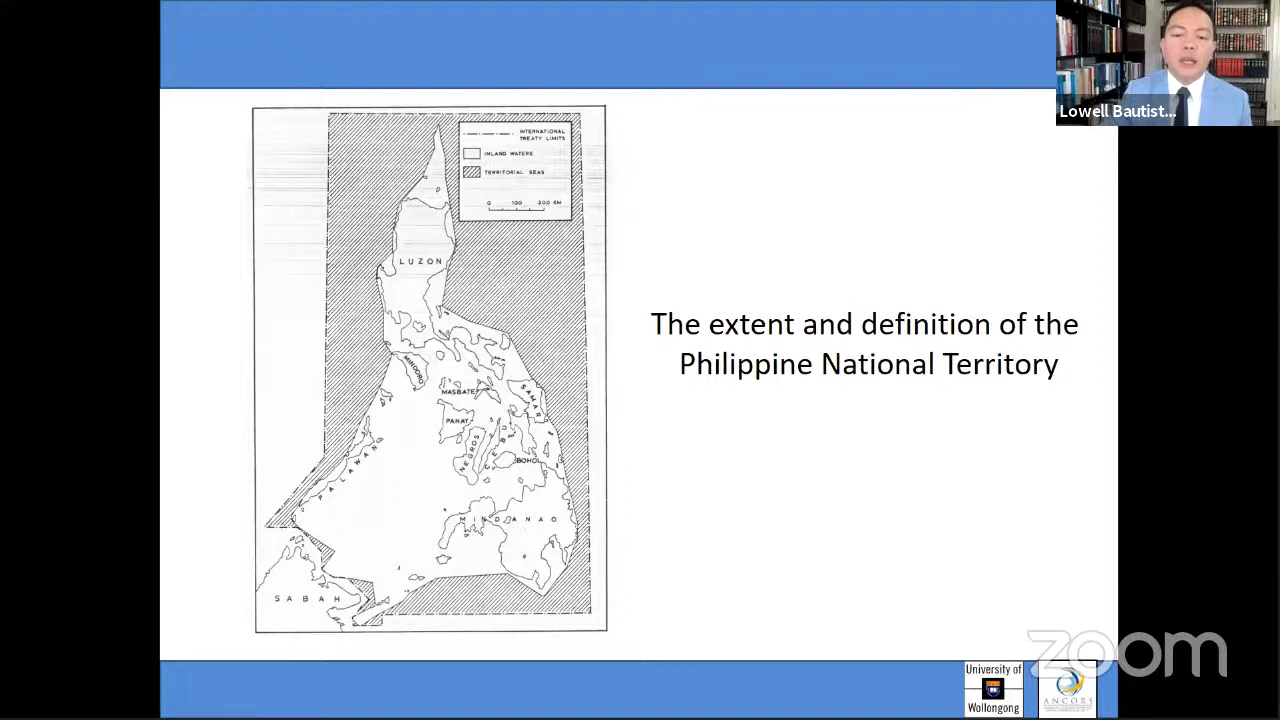 Lowell Bautist...
INTERNATIONAL
TREATY LIMITS
INLAND WATERS
TERRITORIAL SEAS
0 100 200 KM
LUZON
MINDORO
MASBATE
SAMAR
PANAY
NEGROS
CEBU
BOHOL
PALAWAN
MINDANAO
SABAH
The extent and definition of the
Philippine National Territory
zoom
University of
Wollongong
ANCORS